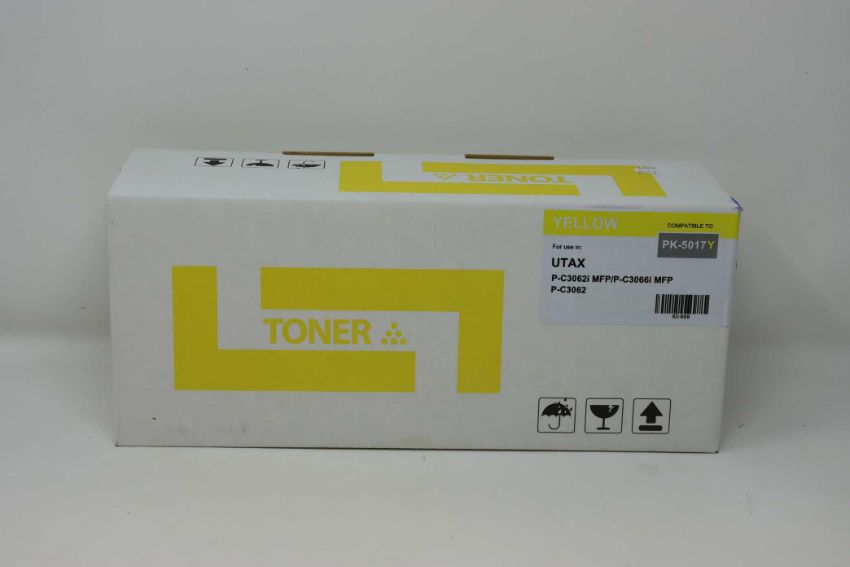 TONER
YELLOW
COMPATIBLE TO
PK-5017Y
For use in:
UTAX
P-C3062i MFP/P-C3066i MFP
P-C3062
TONER